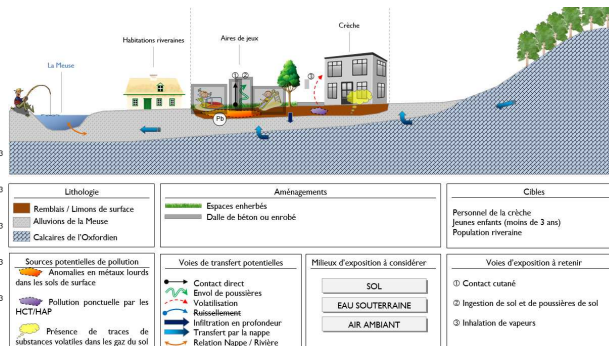 Crèche
Aires de jeux
Habitations riveraines
La Meuse
① ②
③
Pb
3
Lithologie
Remblais / Limons de surface
Alluvions de la Meuse
Calcaires de l'Oxfordien
Aménagements
Espaces enherbés
Dalle de béton ou enrobé
Cibles
Personnel de la crèche
Jeunes enfants (moins de 3 ans)
Population riveraine
3
3
3
3
Sources potentielles de pollution
Anomalies en métaux lourds
dans les sols de surface
Pollution ponctuelle par les
HCT/HAP
Présence de traces de
substances volatiles dans les gaz du sol
Voies de transfert potentielles
Contact direct
Envol de poussières
Volatilisation
Ruissellement
Infiltration en profondeur
Transfert par la nappe
Relation Nappe / Rivière
Milieux d'exposition à considérer
SOL
EAU SOUTERRAINE
AIR AMBIANT
Voies d'exposition à retenir
① Contact cutané
② Ingestion de sol et de poussières de sol
③ Inhalation de vapeurs